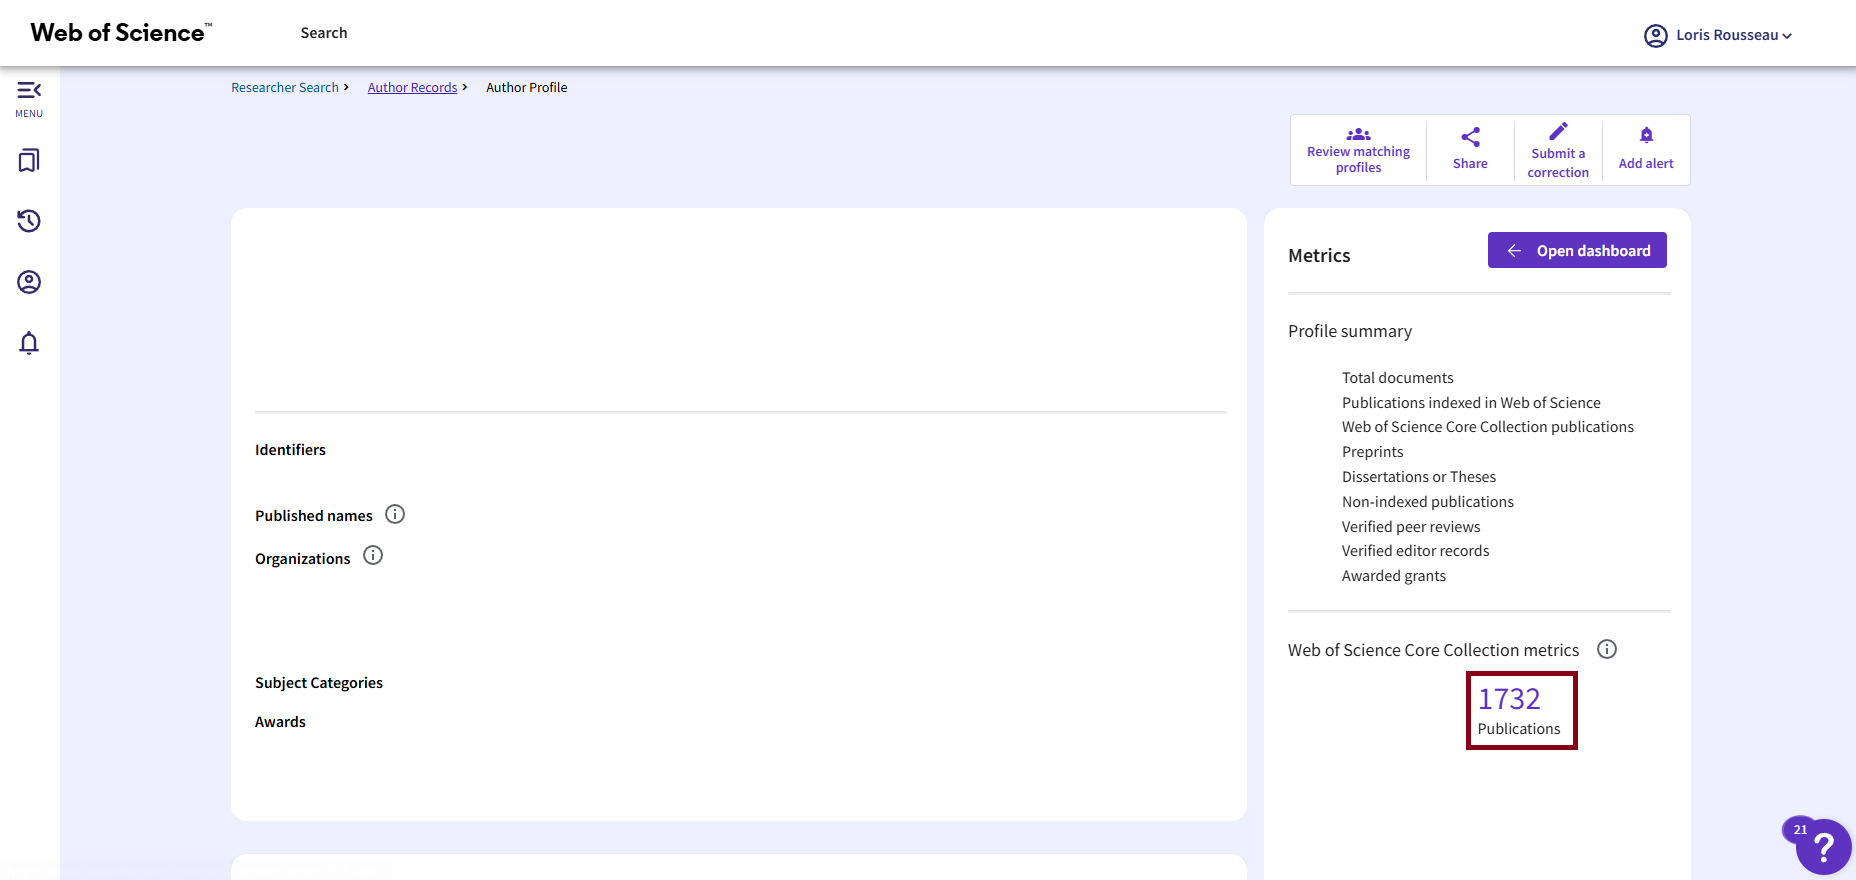 Web of Science™
Search
Loris Rousseau
MENU
Researcher Search
Author Records
Author Profile
Review matching
profiles
Share
Submit a
correction
Add alert
Metrics
Open dashboard
Profile summary
Total documents
Publications indexed in Web of Science
Web of Science Core Collection publications
Preprints
Dissertations or Theses
Non-indexed publications
Verified peer reviews
Verified editor records
Awarded grants
Identifiers
Published names
Organizations
Subject Categories
Awards
Web of Science Core Collection metrics
1732
Publications
21
?